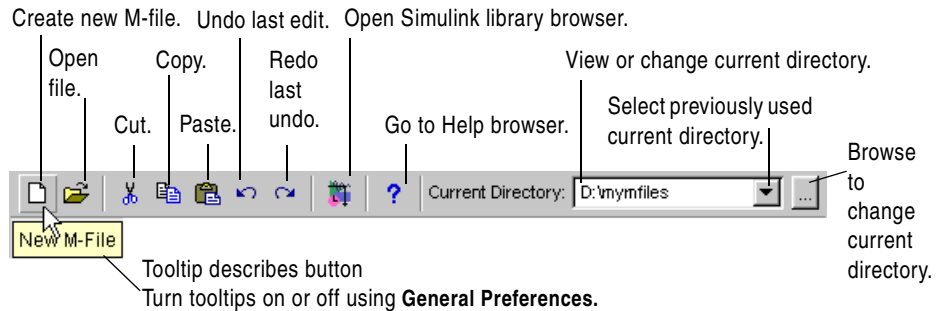 Create new M-file. Undo last edit. Open Simulink library browser.
Open
file.
Copy.
Redo
last
undo.
View or change current directory.
Cut. Paste.
Go to Help browser.
Select previously used
current directory.
Browse
to
change
current
directory.
? Current Directory: D:\mymfiles ...
New M-File
Tooltip describes button
Turn tooltips on or off using General Preferences.